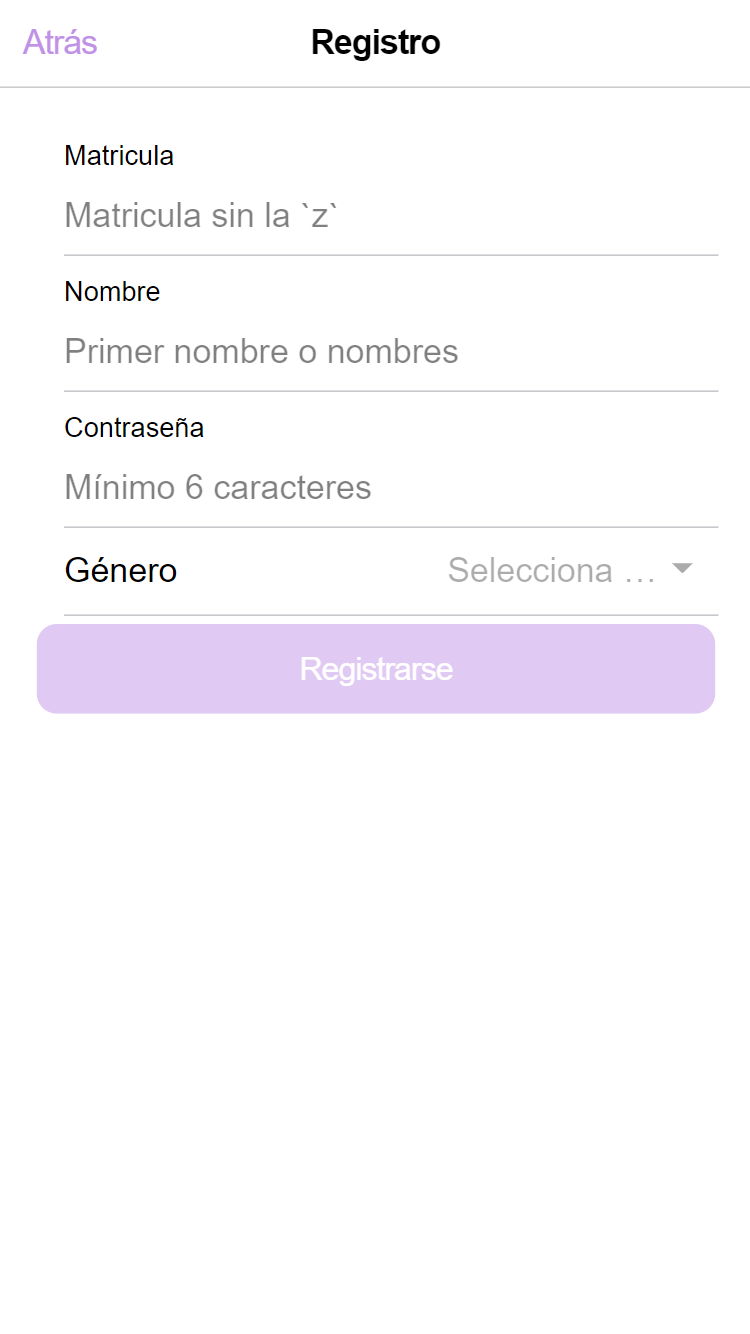 Atrás Registro
Matricula
Matricula sin la `z`
Nombre
Primer nombre o nombres
Contraseña
Mínimo 6 caracteres
Género Selecciona ...
Registrarse